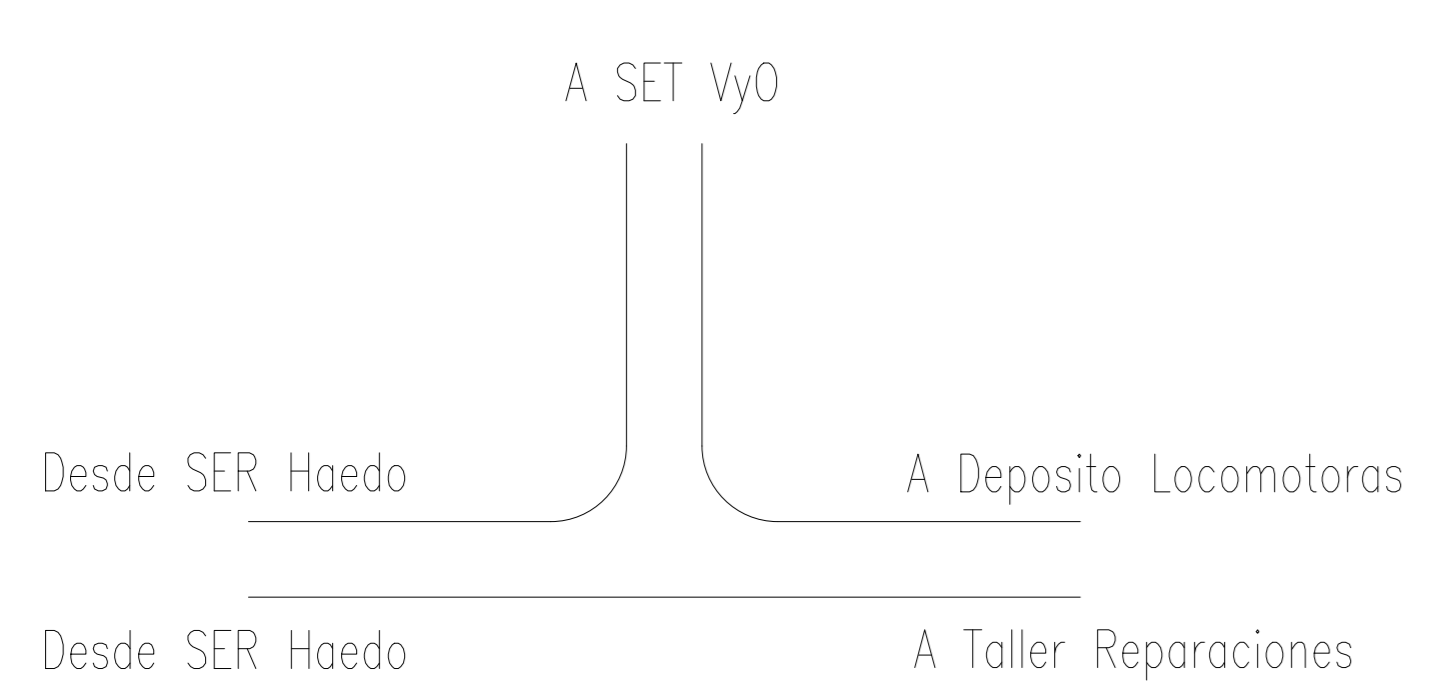 A SET VyO
Desde SER Haedo
A Deposito Locomotoras
Desde SER Haedo
A Taller Reparaciones